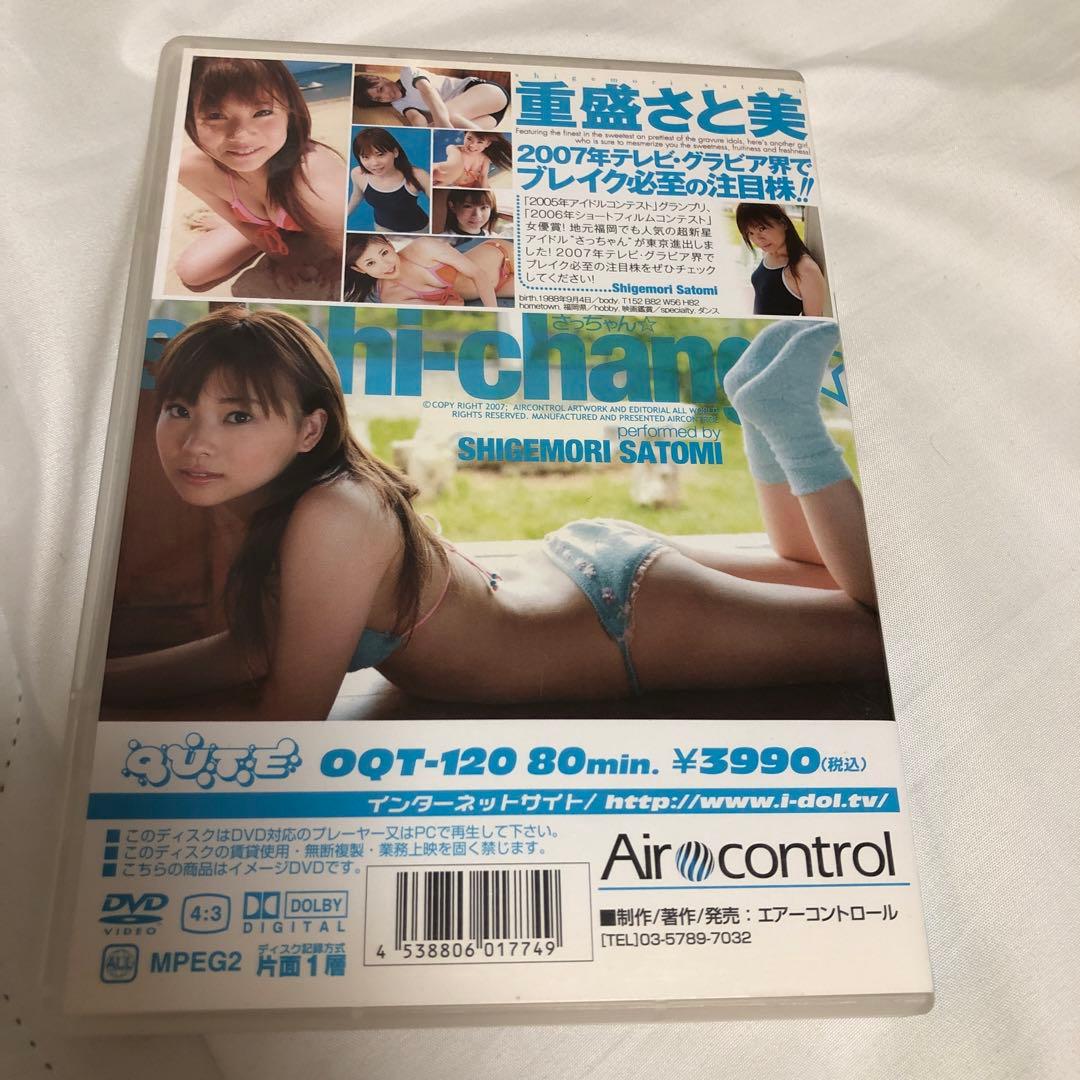 shigemori satomi
重盛さと美
Featuring the finest in the sweetest an prettiest of the gravure idols, here's another girl,
who is sure to mesmerize you the sweetness, fruitiness and freshness!
2007年テレビ・グラビア界で
ブレイク必至の注目株!!
「2005年アイドルコンテスト」グランプリ、
「2006年ショートフィルムコンテスト」
女優賞!地元福岡でも人気の超新星
アイドル"さっちゃん"が東京進出しま
した!2007年テレビ・グラビア界で
ブレイク必至の注目株をぜひチェック
してください!
Shigemori Satomi
birth.1988年9月4日/body. T152 B82 W56 H82
hometown. 福岡県/hobby. 映画鑑賞/specialty. ダンス
さっちゃん☆
hi-chang☆
©COPY RIGHT 2007; AIRCONTROL ARTWORK AND EDITORIAL ALL WORLD
RIGHTS RESERVED. MANUFACTURED AND PRESENTED AIRCONTROL
performed by
SHIGEMORI SATOMI
QUTE OQT-120 80min. ¥3990(税込)
インターネットサイト/ http://www.i-dol.tv/
■このディスクはDVD対応のプレーヤー又はPCで再生して下さい。
■このディスクの賃貸使用・無断複製・業務上映を固く禁じます。
■こちらの商品はイメージDVDです。
Air control
DVD VIDEO 4:3 DOLBY DIGITAL
■制作/著作/発売:エアーコントロール
[TEL]03-5789-7032
ALL MPEG2 ディスク記録方式 片面1層
4 538806 017749